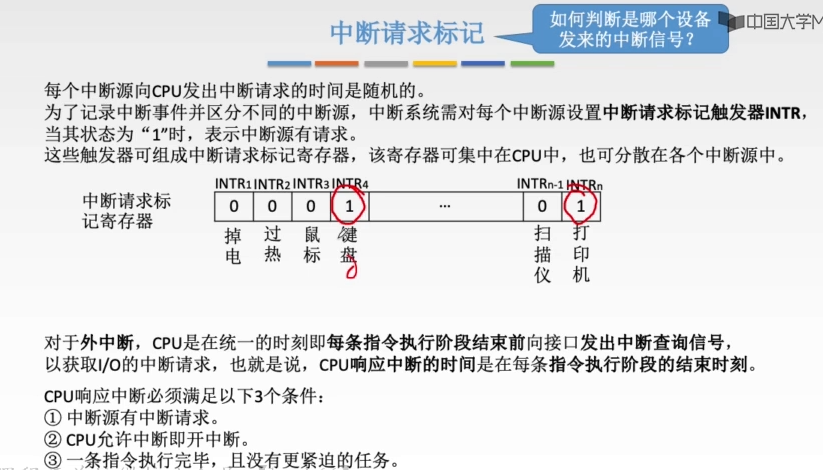 中断请求标记
如何判断是哪个设备
发来的中断信号？
中国大学M
每个中断源向CPU发出中断请求的时间是随机的。
为了记录中断事件并区分不同的中断源，中断系统需对每个中断源设置中断请求标记触发器INTR，
当其状态为“1”时，表示中断源有请求。
这些触发器可组成中断请求标记寄存器，该寄存器可集中在CPU中，也可分散在各个中断源中。
INTR1 INTR2 INTR3 INTR4 INTRn-1 INTRn
中断请求标
记寄存器
0 0 0 1 … 0 1
掉电 过热 鼠标 键盘 扫描仪 打印机
对于外中断，CPU是在统一的时刻即每条指令执行阶段结束前向接口发出中断查询信号，
以获取I/O的中断请求，也就是说，CPU响应中断的时间是在每条指令执行阶段的结束时刻。
CPU响应中断必须满足以下3个条件：
① 中断源有中断请求。
② CPU允许中断即开中断。
③ 一条指令执行完毕，且没有更紧迫的任务。